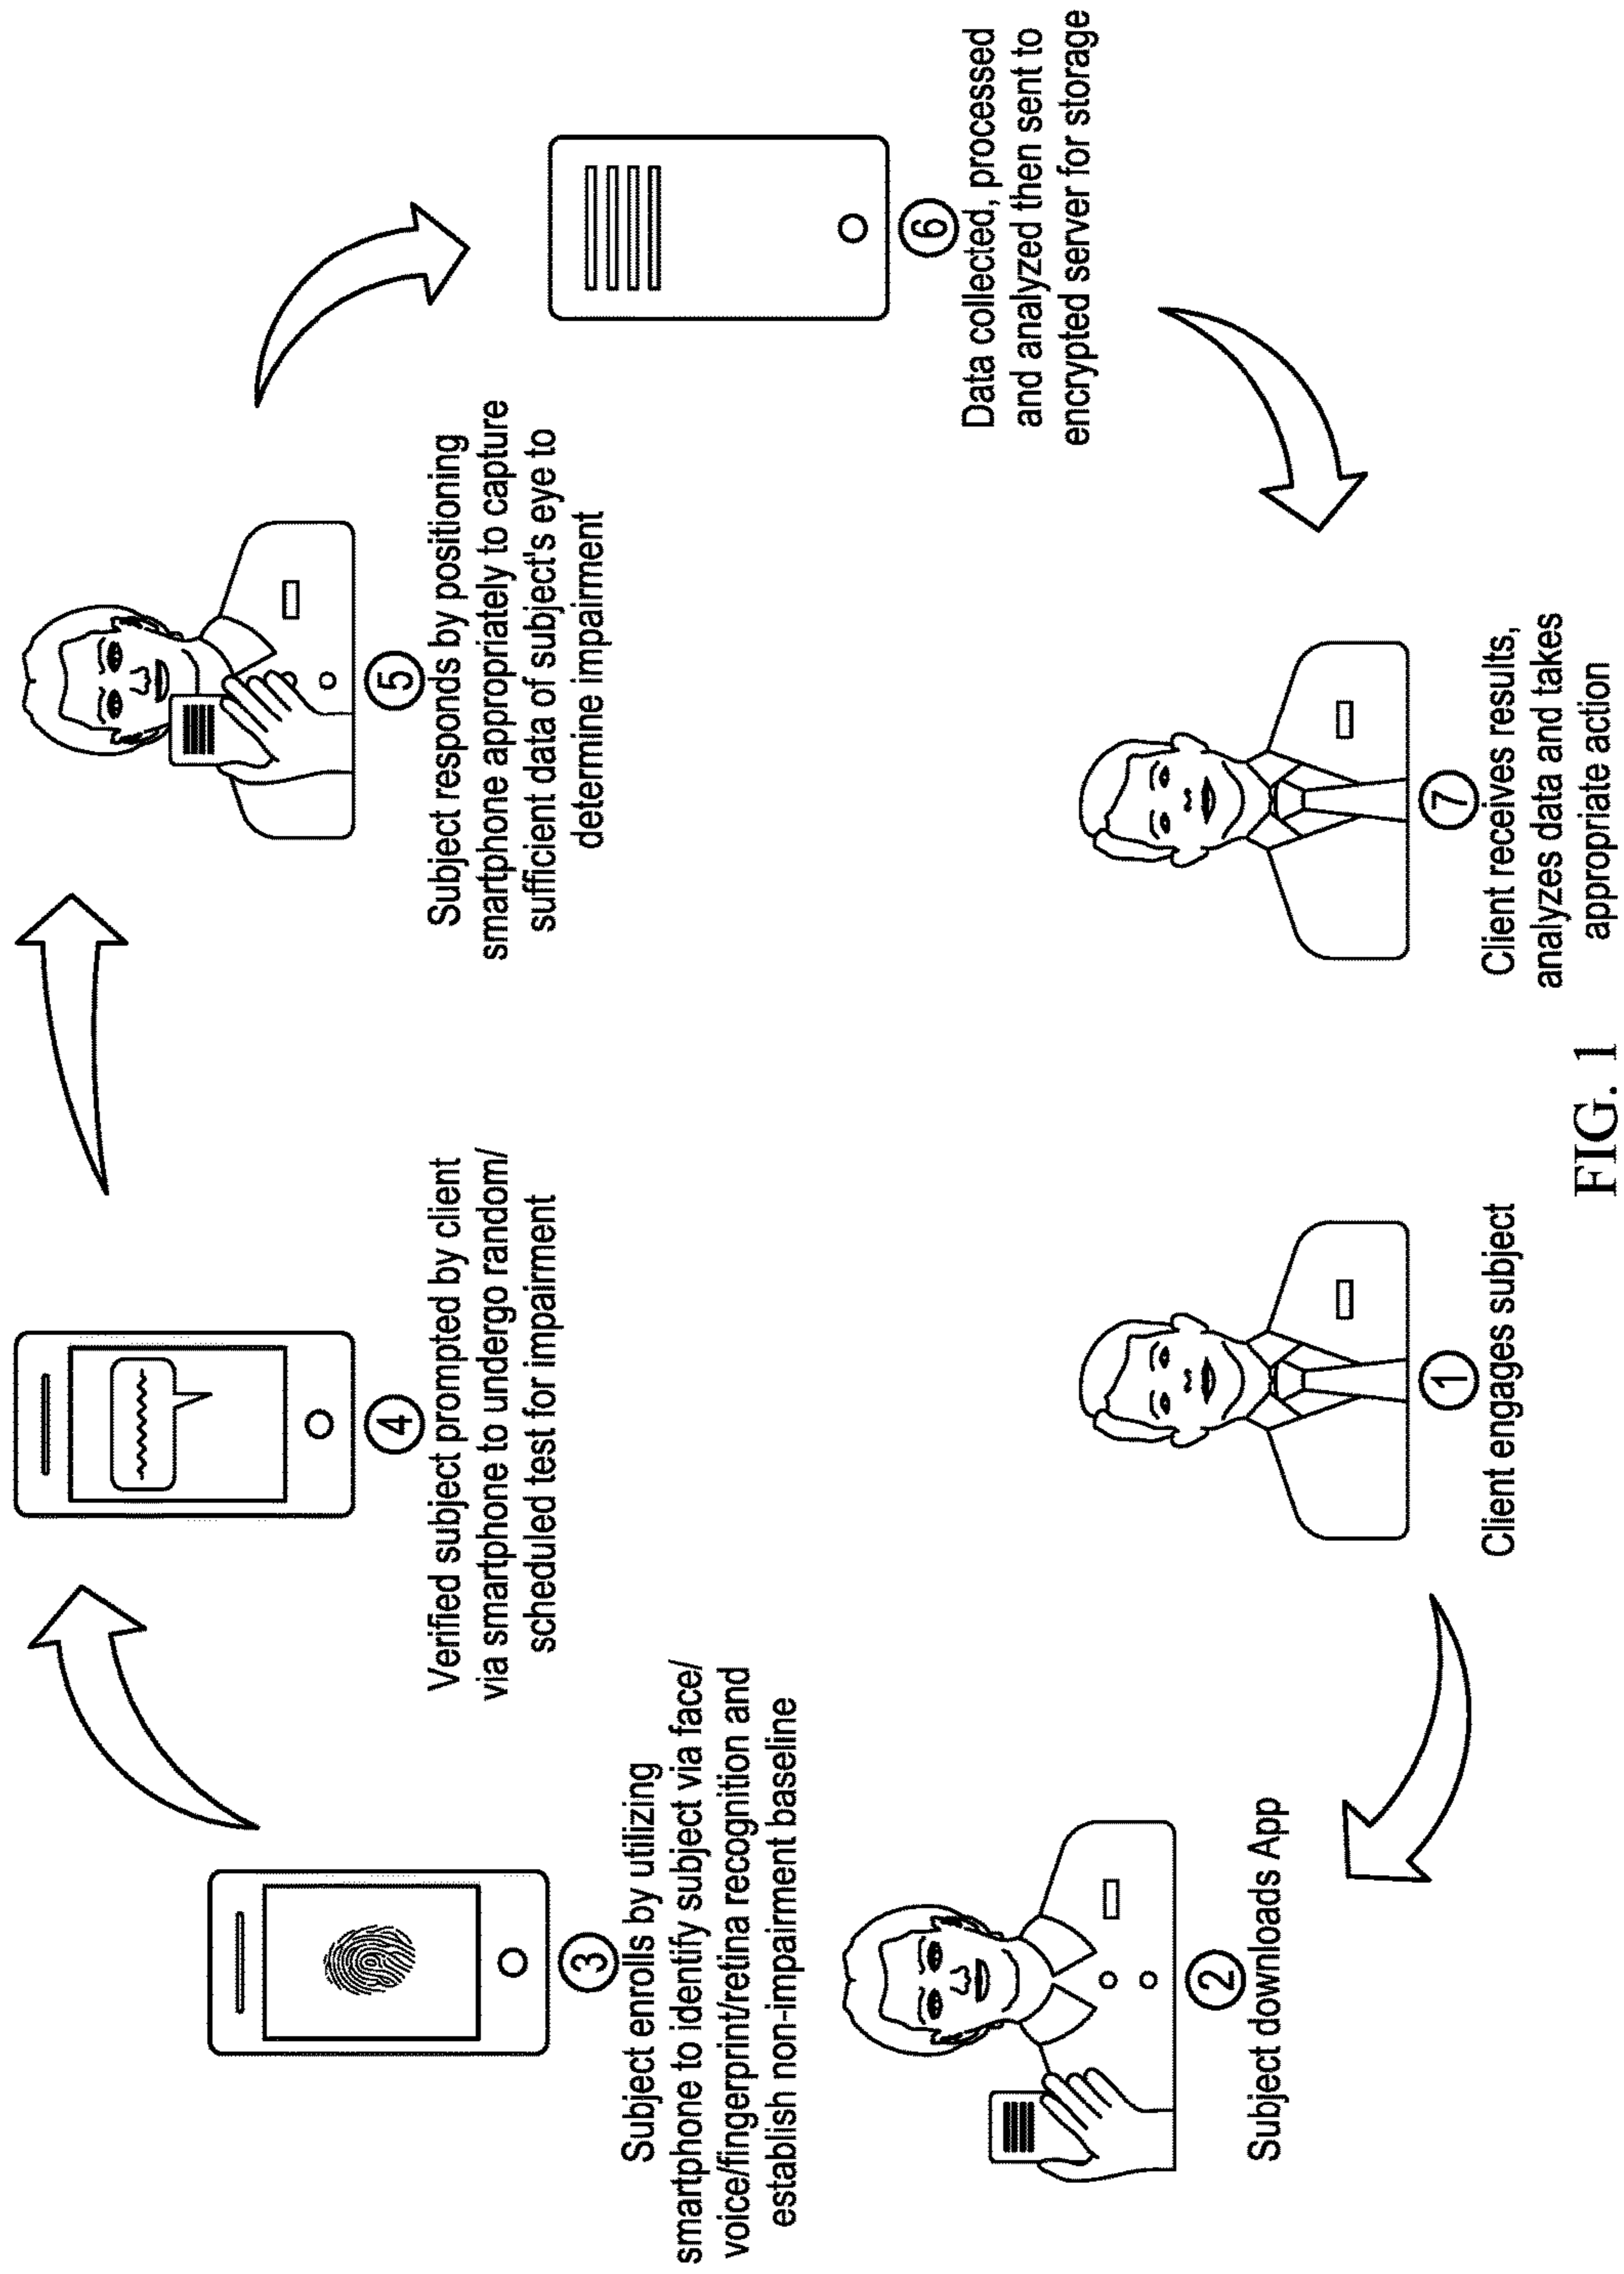 1
Client engages subject
2
Subject downloads App
3
Subject enrolls by utilizing
smartphone to identify subject via face/
voice/fingerprint/retina recognition and
establish non-impairment baseline
4
Verified subject prompted by client
via smartphone to undergo random/
scheduled test for impairment
5
Subject responds by positioning
smartphone appropriately to capture
sufficient data of subject's eye to
determine impairment
6
Data collected, processed
and analyzed then sent to
encrypted server for storage
7
Client receives results,
analyzes data and takes
appropriate action
FIG. 1